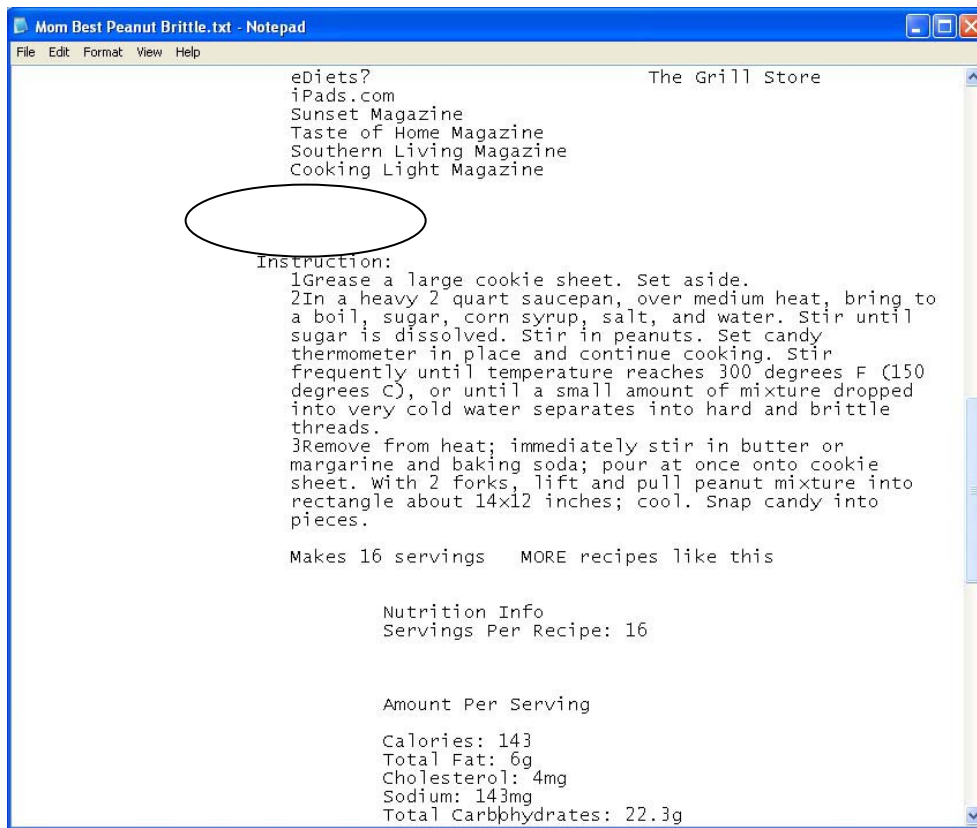 Mom Best Peanut Brittle.txt - Notepad
File Edit Format View Help
eDiets? The Grill Store
iPads.com
Sunset Magazine
Taste of Home Magazine
Southern Living Magazine
Cooking Light Magazine
Instruction:
1Grease a large cookie sheet. Set aside.
2In a heavy 2 quart saucepan, over medium heat, bring to
a boil, sugar, corn syrup, salt, and water. Stir until
sugar is dissolved. Stir in peanuts. Set candy
thermometer in place and continue cooking. Stir
frequently until temperature reaches 300 degrees F (150
degrees C), or until a small amount of mixture dropped
into very cold water separates into hard and brittle
threads.
3Remove from heat; immediately stir in butter or
margarine and baking soda; pour at once onto cookie
sheet. With 2 forks, lift and pull peanut mixture into
rectangle about 14x12 inches; cool. Snap candy into
pieces.
Makes 16 servings MORE recipes like this
Nutrition Info
Servings Per Recipe: 16
Amount Per Serving
Calories: 143
Total Fat: 6g
Cholesterol: 4mg
Sodium: 143mg
Total Carbohydrates: 22.3g